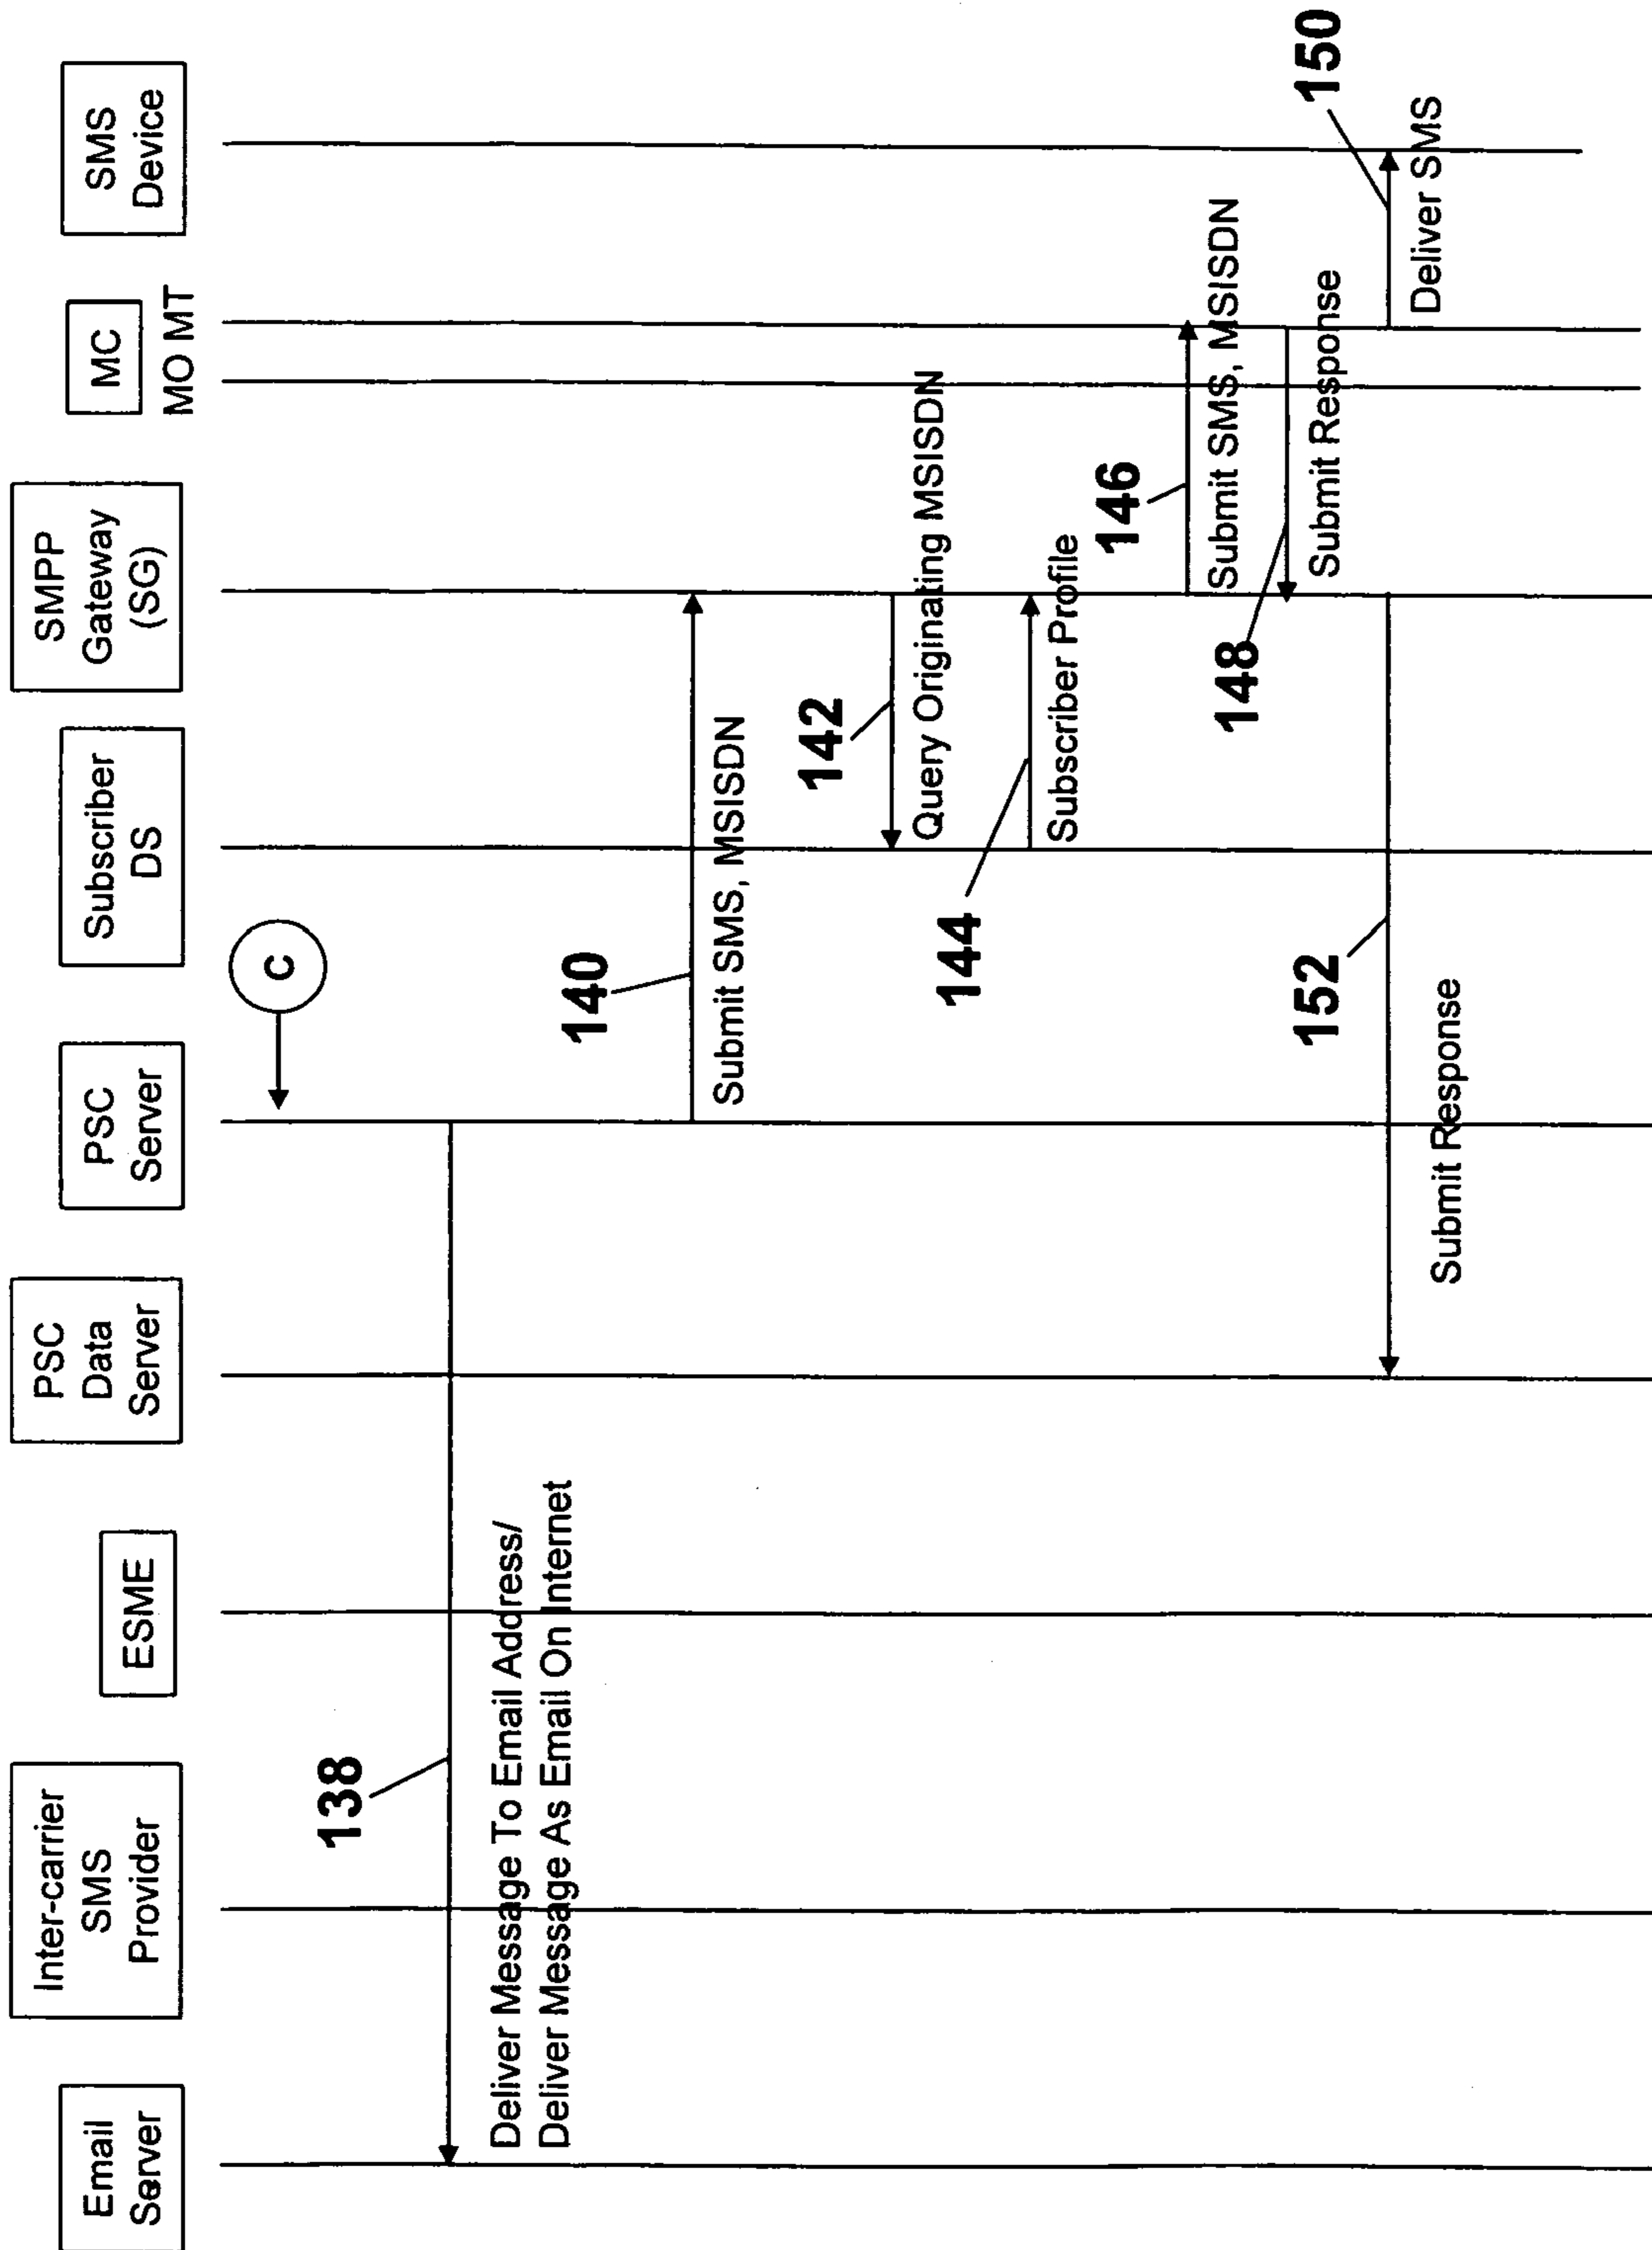 Email
Server
Inter-carrier
SMS
Provider
ESME
PSC
Data
Server
PSC
Server
Subscriber
DS
SMPP
Gateway
(SG)
MC
MO MT
SMS
Device
C
138
Deliver Message To Email Address/
Deliver Message As Email On Internet
140
Submit SMS, MSISDN
142
Query Originating MSISDN
144
Subscriber Profile
146
Submit SMS, MSISDN
148
Submit Response
150
Deliver SMS
152
Submit Response